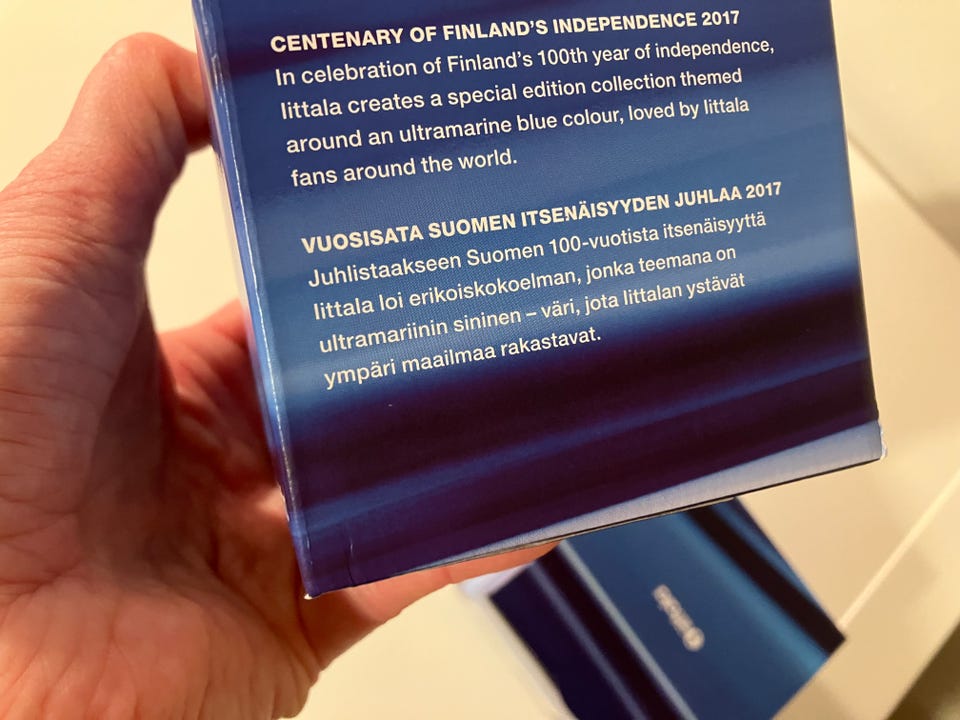 CENTENARY OF FINLAND'S INDEPENDENCE 2017
In celebration of Finland's 100th year of independence,
Iittala creates a special edition collection themed
around an ultramarine blue colour, loved by Iittala
fans around the world.
VUOSISATA SUOMEN ITSENÄISYYDEN JUHLAA 2017
Juhlistaakseen Suomen 100-vuotista itsenäisyyttä
Iittala loi erikoiskokoelman, jonka teemana on
ultramariinin sininen – väri, jota Iittalan ystävät
ympäri maailmaa rakastavat.